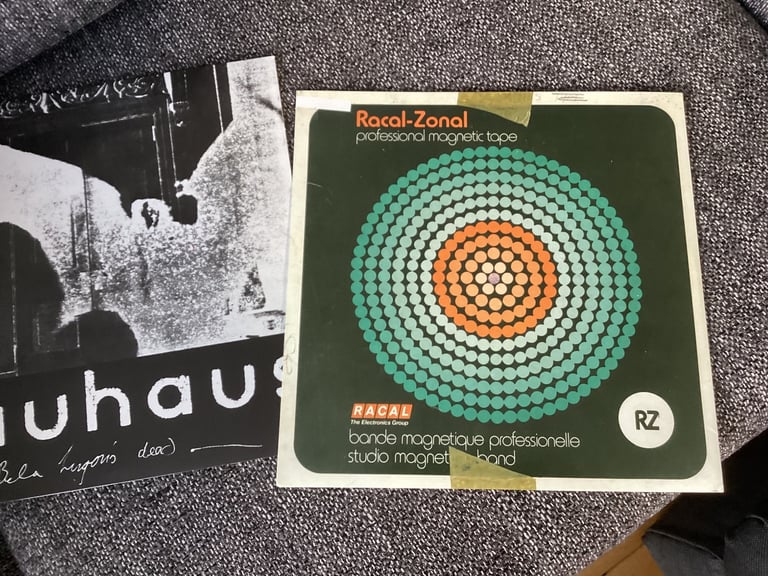 auhaus
Bela Lugosi's dead
Racal-Zonal
professional magnetic tape
RACAL
The Electronics Group
bande magnetique professionelle
studio magnet band
RZ